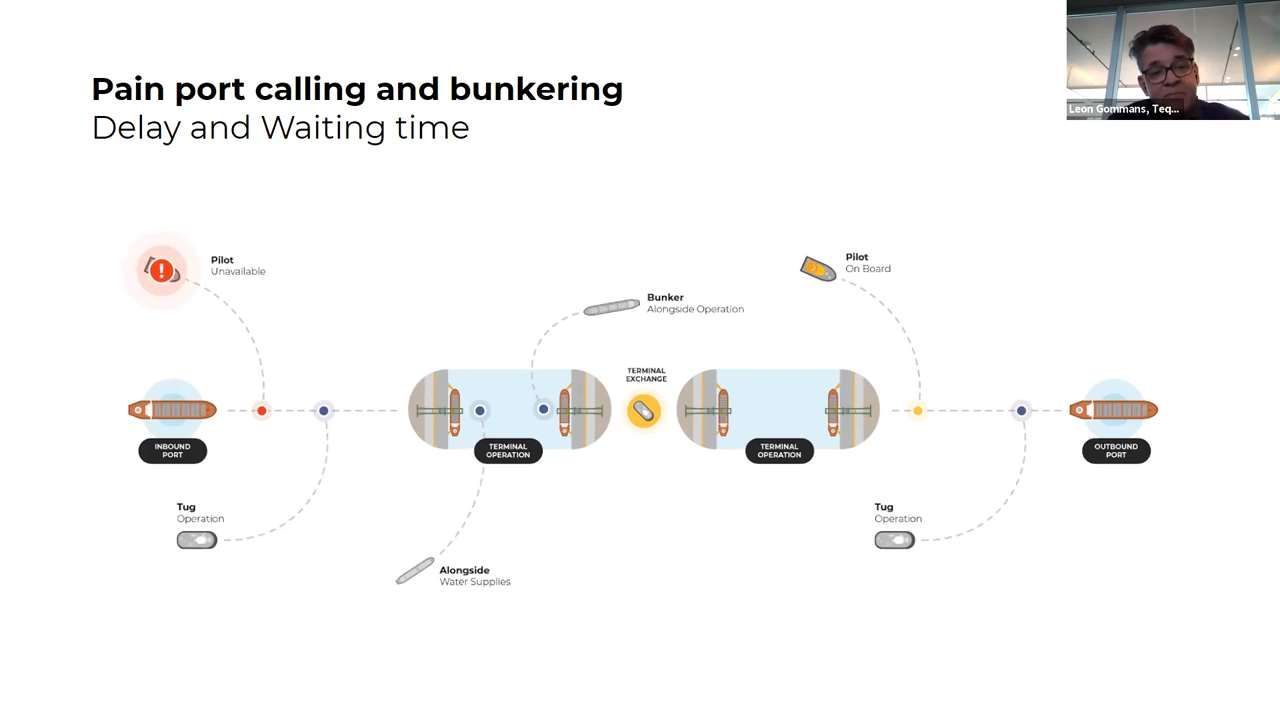 Pain port calling and bunkering
Delay and Waiting time
Leon Gommans, Teq...
Pilot
Unavailable
Pilot
On Board
Bunker
Alongside Operation
TERMINAL
EXCHANGE
INBOUND
PORT
TERMINAL
OPERATION
TERMINAL
OPERATION
OUTBOUND
PORT
Tug
Operation
Tug
Operation
Alongside
Water Supplies